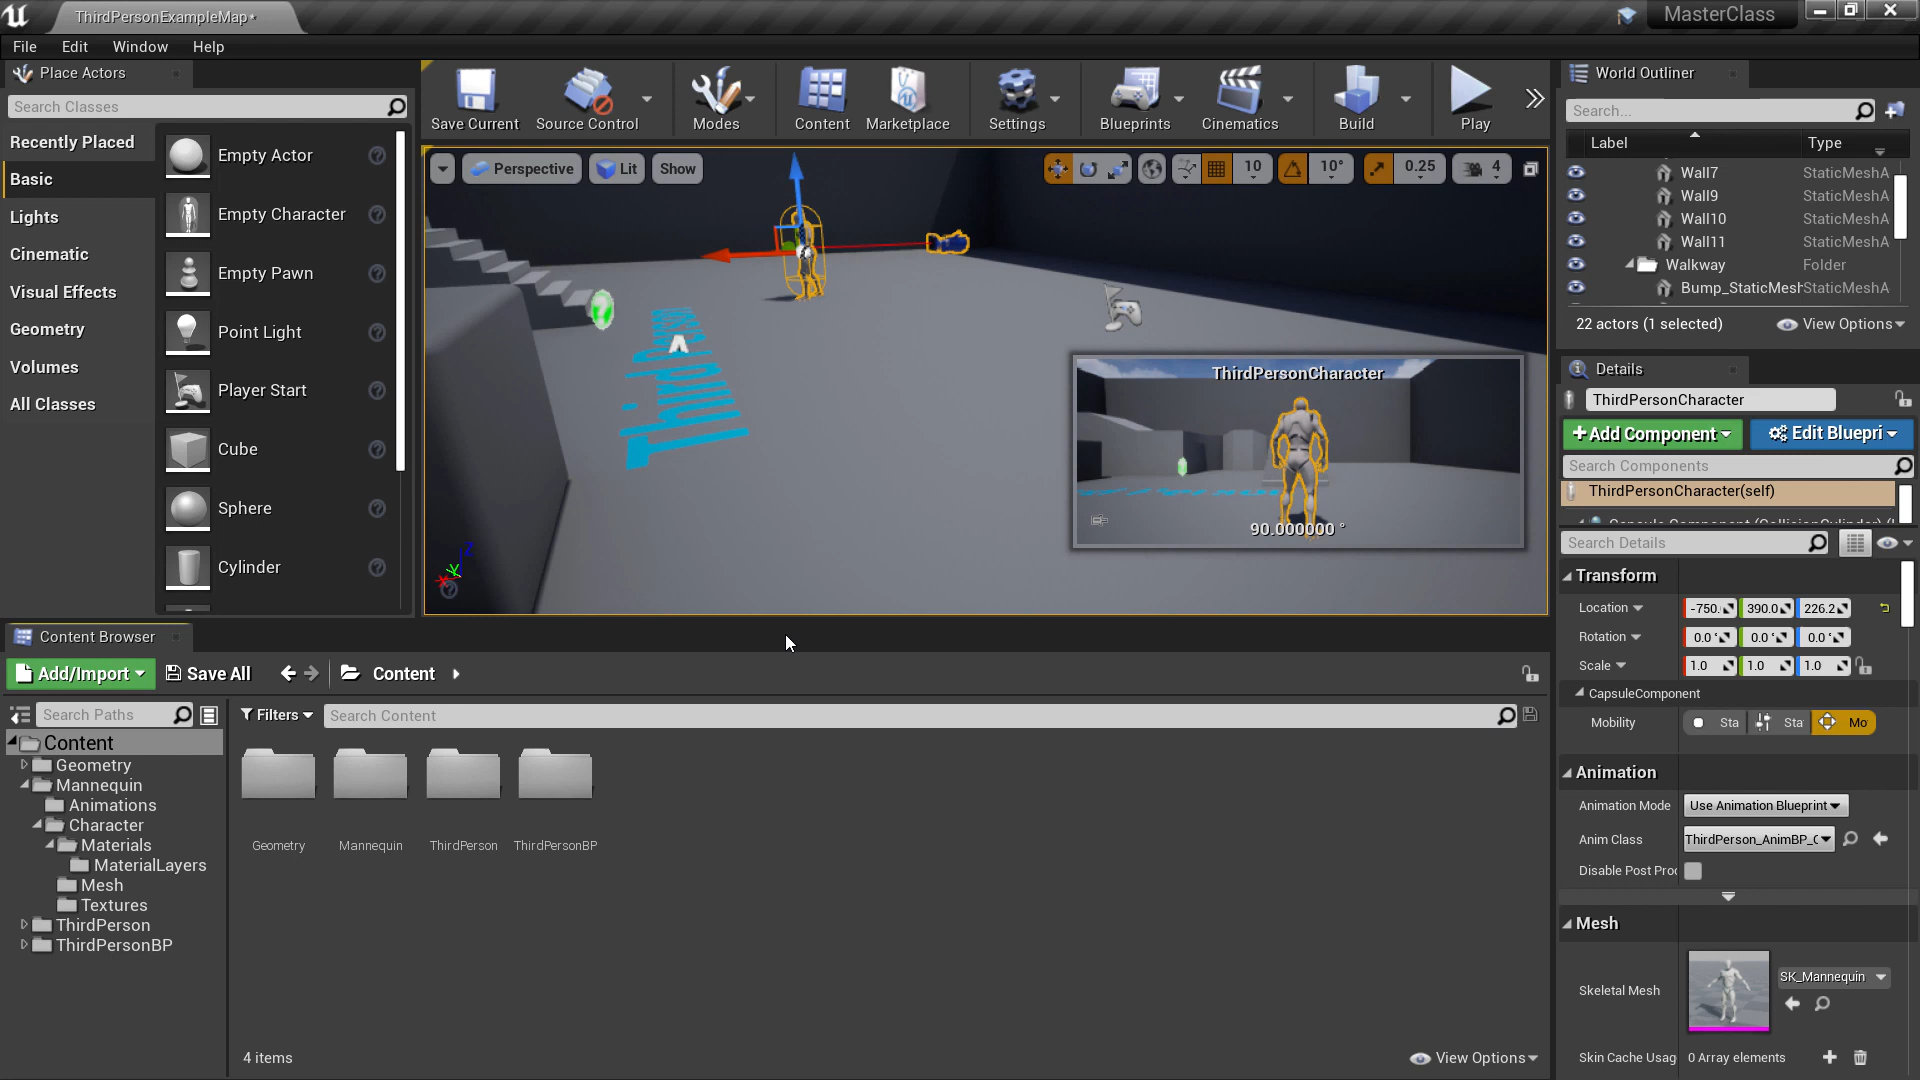 ThirdPersonExampleMap*
MasterClass
File Edit Window Help
Place Actors
Search Classes
Recently Placed
Basic
Lights
Cinematic
Visual Effects
Geometry
Volumes
All Classes
Empty Actor
Empty Character
Empty Pawn
Point Light
Player Start
Cube
Sphere
Cylinder
Save Current
Source Control
Modes
Content
Marketplace
Settings
Blueprints
Cinematics
Build
Play
Perspective
Lit
Show
10
10°
0.25
4
ThirdPersonCharacter
90.000000 °
Z
Y
X
World Outliner
Search...
Label Type
Wall7 StaticMeshA
Wall9 StaticMeshA
Wall10 StaticMeshA
Wall11 StaticMeshA
Walkway Folder
Bump_StaticMesh StaticMeshA
22 actors (1 selected)
View Options
Details
ThirdPersonCharacter
+Add Component
Edit Bluepri
Search Components
ThirdPersonCharacter(self)
Search Details
Transform
Location -750. 390.0 226.2
Rotation 0.0 ° 0.0 ° 0.0 °
Scale 1.0 1.0 1.0
CapsuleComponent
Mobility Sta Sta Mo
Animation
Animation Mode Use Animation Blueprint
Anim Class ThirdPerson_AnimBP_C
Disable Post Proc
Mesh
Skeletal Mesh SK_Mannequin
Skin Cache Usag 0 Array elements
Content Browser
Add/Import
Save All
Content
Search Paths
Filters
Search Content
Content
Geometry
Mannequin
Animations
Character
Materials
MaterialLayers
Mesh
Textures
ThirdPerson
ThirdPersonBP
Geometry
Mannequin
ThirdPerson
ThirdPersonBP
4 items
View Options